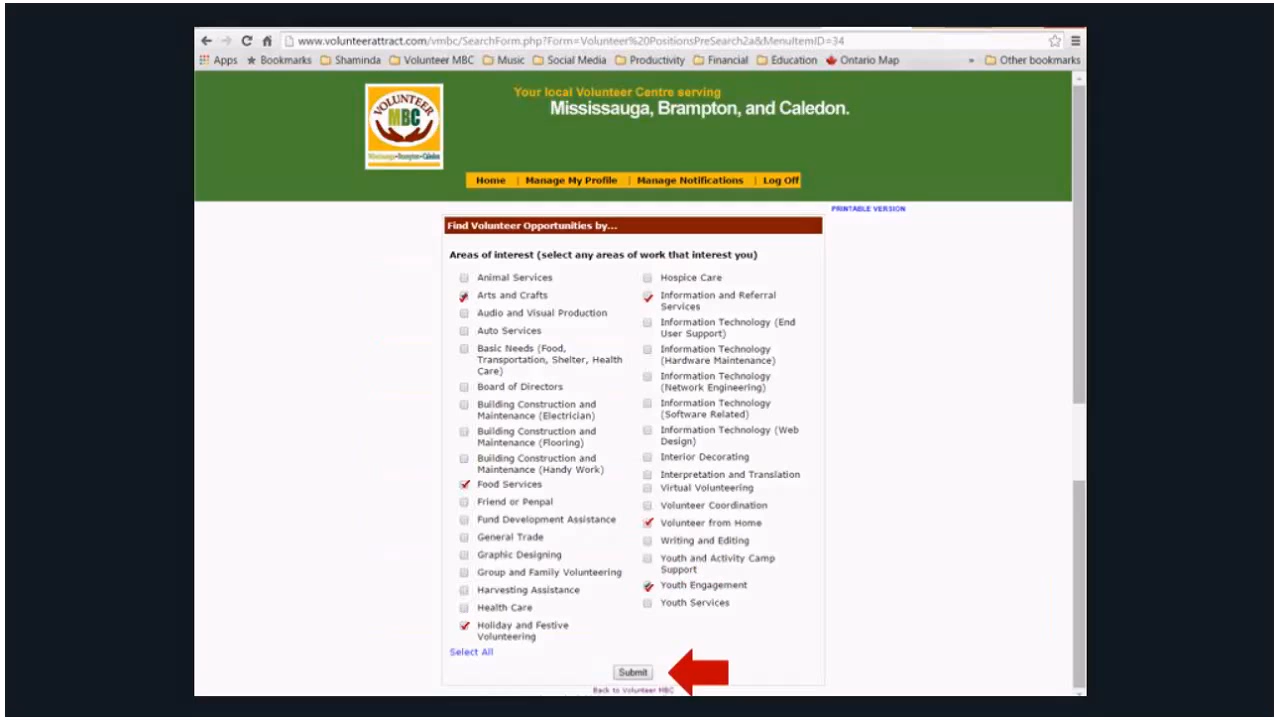 www.volunteerattract.com/vmbc/SearchForm.php?Form=Volunteer%20PositionsPreSearch2a&MenuItemID=34
Apps Bookmarks Shaminda Volunteer MBC Music Social Media Productivity Financial Education Ontario Map » Other bookmarks
VOLUNTEER
MBC
Mississauga•Brampton•Caledon
Your local Volunteer Centre serving
Mississauga, Brampton, and Caledon.
Home | Manage My Profile | Manage Notifications | Log Off
PRINTABLE VERSION
Find Volunteer Opportunities by...
Areas of interest (select any areas of work that interest you)
Animal Services
Arts and Crafts
Audio and Visual Production
Auto Services
Basic Needs (Food,
Transportation, Shelter, Health
Care)
Board of Directors
Building Construction and
Maintenance (Electrician)
Building Construction and
Maintenance (Flooring)
Building Construction and
Maintenance (Handy Work)
Food Services
Friend or Penpal
Fund Development Assistance
General Trade
Graphic Designing
Group and Family Volunteering
Harvesting Assistance
Health Care
Holiday and Festive
Volunteering
Hospice Care
Information and Referral
Services
Information Technology (End
User Support)
Information Technology
(Hardware Maintenance)
Information Technology
(Network Engineering)
Information Technology
(Software Related)
Information Technology (Web
Design)
Interior Decorating
Interpretation and Translation
Virtual Volunteering
Volunteer Coordination
Volunteer from Home
Writing and Editing
Youth and Activity Camp
Support
Youth Engagement
Youth Services
Select All
Submit
Back to Volunteer MBC